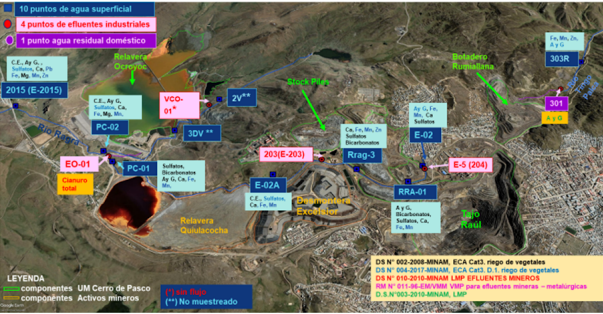 10 puntos de agua superficial
4 puntos de efluentes industriales
1 punto agua residual doméstico
Relavera
Ocroyoc
C.E., Ay G,
Sulfatos, Ca, Pb
Fe, Mg, Mn, Zn
2015 (E-2015)
C.E., Ay G,
Sulfatos, Ca,
Fe, Mg, Mn,
PC-02
VCO-
01*
2V**
3DV **
EO-01
Cianuro
total
PC-01
Sulfatos,
Bicarbonatos
Ay G, Ca, Fe,
Mn,
Stock Piles
203(E-203)
Ca, Fe, Mn, Zn
Sulfatos
Bicarbonatos
Rrag-3
E-02A
C.E., Sulfatos,
Ca, Fe, Mn
Desmontera
Excelsior
Relavera
Quiulacocha
Ay G, Fe,
Mn, Ca
Sulfatos
E-02
E-5 (204)
RRA-01
A y G,
Bicarbonatos,
Sulfatos, Ca,
Fe, Mn
Tajo
Raúl
Botadero
Rumiallana
Fe, Mn, Zn,
A y G
303R
301
A y G
LEYENDA
componentes UM Cerro de Pasco
componentes Activos mineros
(*) sin flujo
(**) No muestreado
DS N° 002-2008-MINAM, ECA Cat3. riego de vegetales
DS N° 004-2017-MINAM, ECA Cat3. D.1. riego de vegetales
DS N° 010-2010-MINAM LMP EFLUENTES MINEROS
RM N° 011-96-EM/VMM VMP para efluentes mineras – metalúrgicas
D.S.N°003-2010-MINAM, LMP